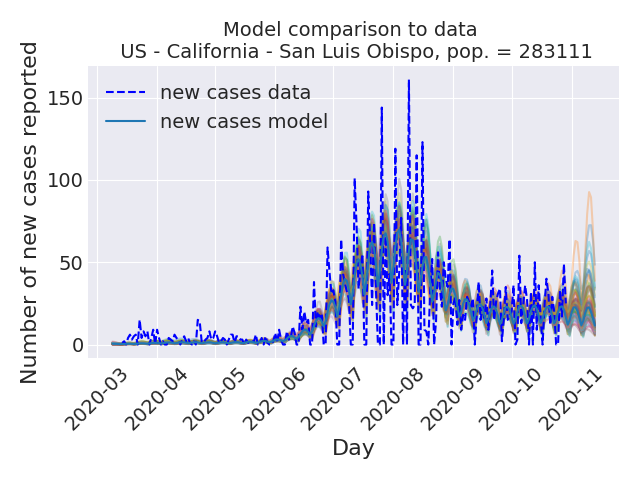 Model comparison to data
US - California - San Luis Obispo, pop. = 283111
Number of new cases reported
150
100
50
0
new cases data
new cases model
2020-03
2020-04
2020-05
2020-06
2020-07
2020-08
2020-09
2020-10
2020-11
Day